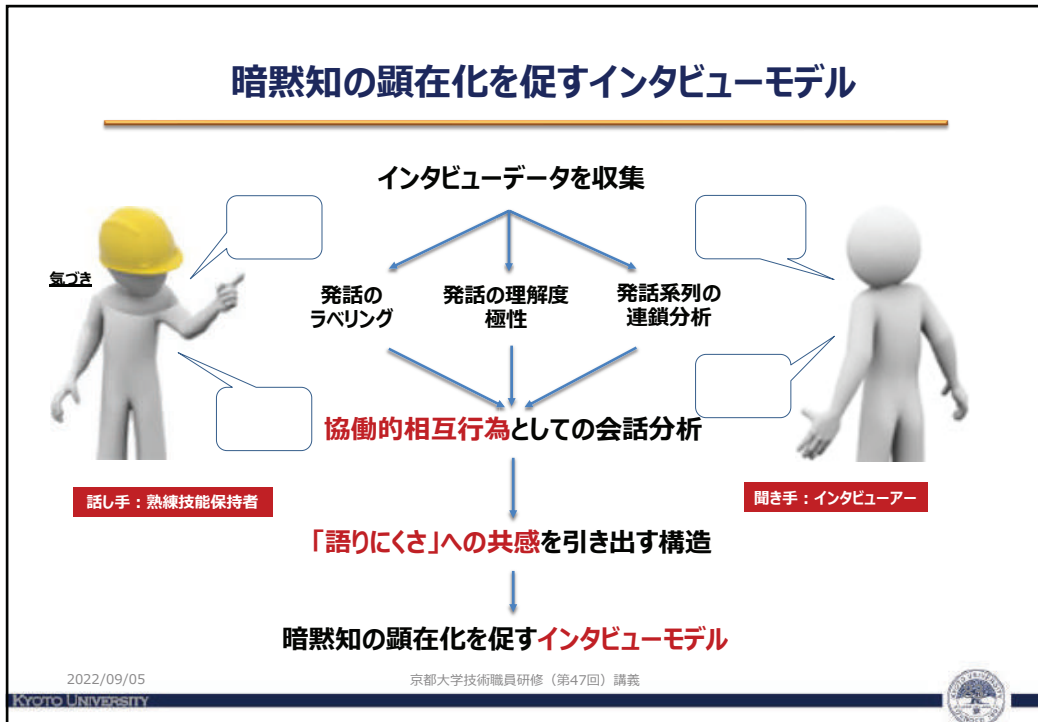 暗黙知の顕在化を促すインタビューモデル
インタビューデータを収集
気づき
発話の
ラベリング
発話の理解度
極性
発話系列の
連鎖分析
協働的相互行為としての会話分析
話し手：熟練技能保持者
聞き手：インタビューアー
「語りにくさ」への共感を引き出す構造
暗黙知の顕在化を促すインタビューモデル
2022/09/05
京都大学技術職員研修（第47回）講義
KYOTO UNIVERSITY